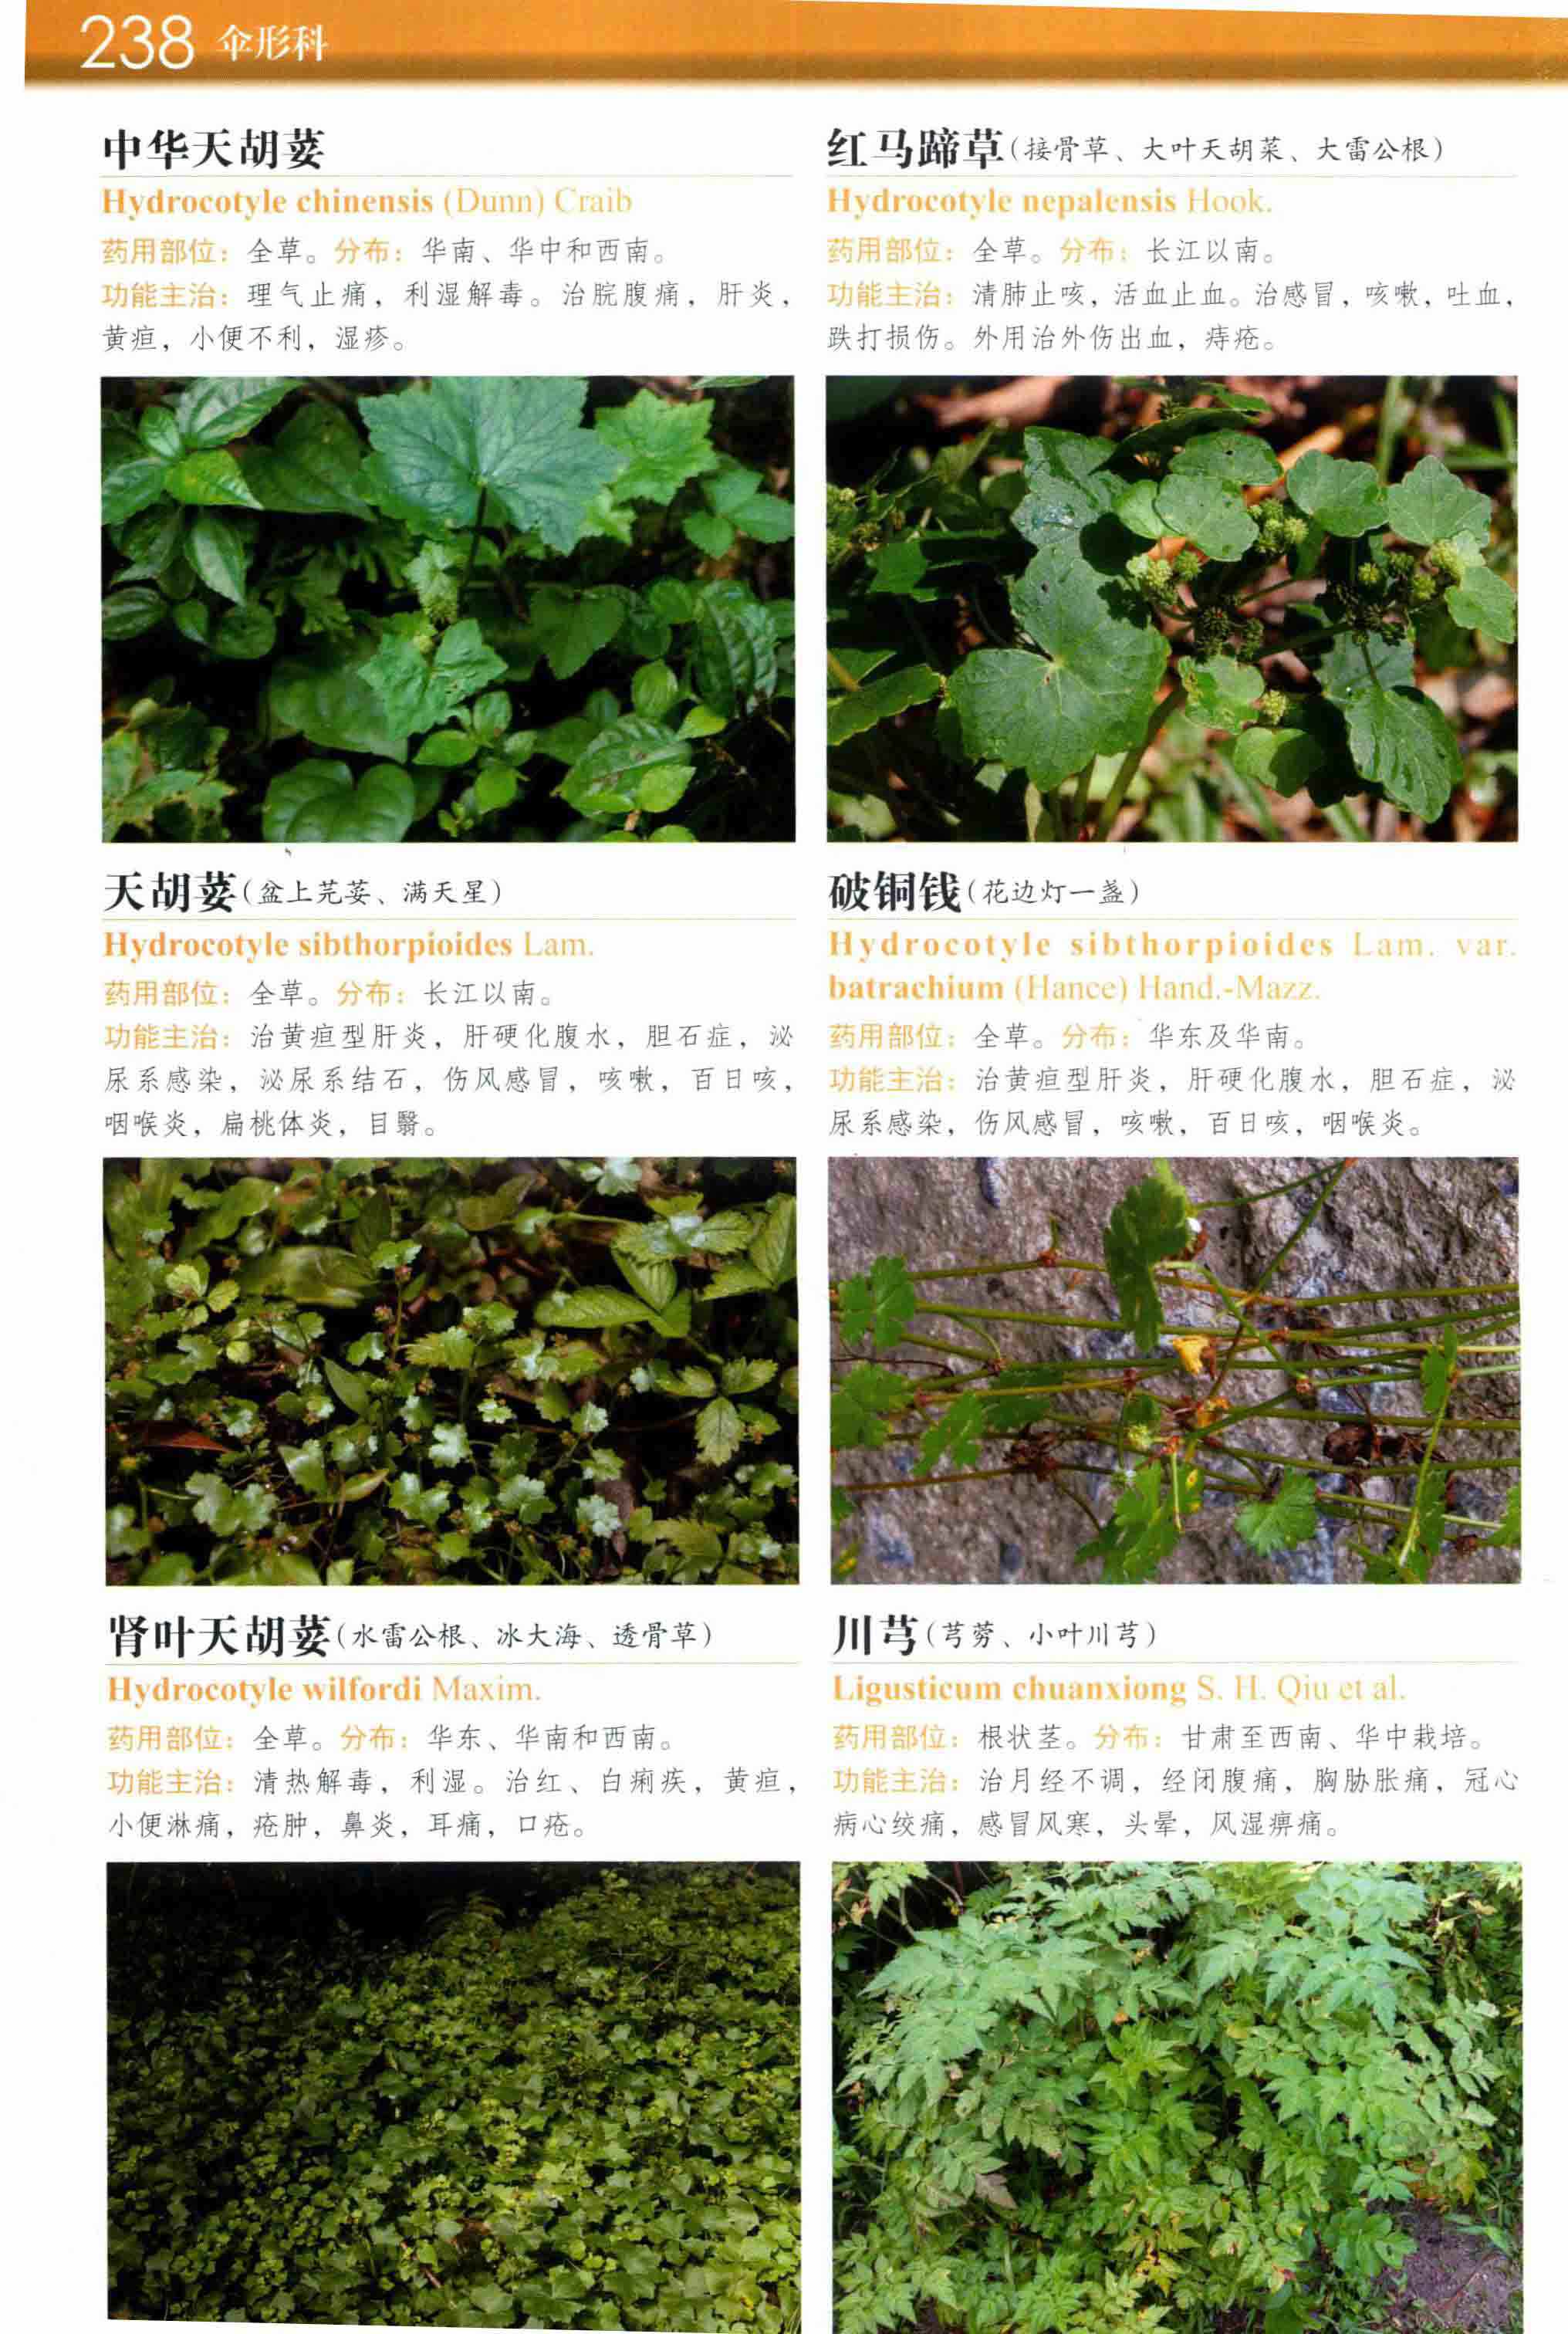 238 伞形科
中华天胡荽
Hydrocotyle chinensis (Dunn) Craib
药用部位：全草。分布：华南、华中和西南。
功能主治：理气止痛，利湿解毒。治脘腹痛，肝炎，
黄疸，小便不利，湿疹。
红马蹄草(接骨草、大叶天胡菜、大雷公根)
Hydrocotyle nepalensis Hook.
药用部位：全草。分布：长江以南。
功能主治：清肺止咳，活血止血。治感冒，咳嗽，吐血，
跌打损伤。外用治外伤出血，痔疮。
天胡荽(盆上芫荽、满天星)
Hydrocotyle sibthorpioides Lam.
药用部位：全草。分布：长江以南。
功能主治：治黄疸型肝炎，肝硬化腹水，胆石症，泌
尿系感染，泌尿系结石，伤风感冒，咳嗽，百日咳，
咽喉炎，扁桃体炎，目翳。
破铜钱(花边灯一盏)
Hydrocotyle sibthorpioides Lam. var.
batrachium (Hance) Hand.-Mazz.
药用部位：全草。分布：华东及华南。
功能主治：治黄疸型肝炎，肝硬化腹水，胆石症，泌
尿系感染，伤风感冒，咳嗽，百日咳，咽喉炎。
肾叶天胡荽(水雷公根、冰大海、透骨草)
Hydrocotyle wilfordi Maxim.
药用部位：全草。分布：华东、华南和西南。
功能主治：清热解毒，利湿。治红、白痢疾，黄疸，
小便淋痛，疮肿，鼻炎，耳痛，口疮。
川芎(芎䓖、小叶川芎)
Ligusticum chuanxiong S. H. Qiu et al.
药用部位：根状茎。分布：甘肃至西南、华中栽培。
功能主治：治月经不调，经闭腹痛，胸胁胀痛，冠心
病心绞痛，感冒风寒，头晕，风湿痹痛。